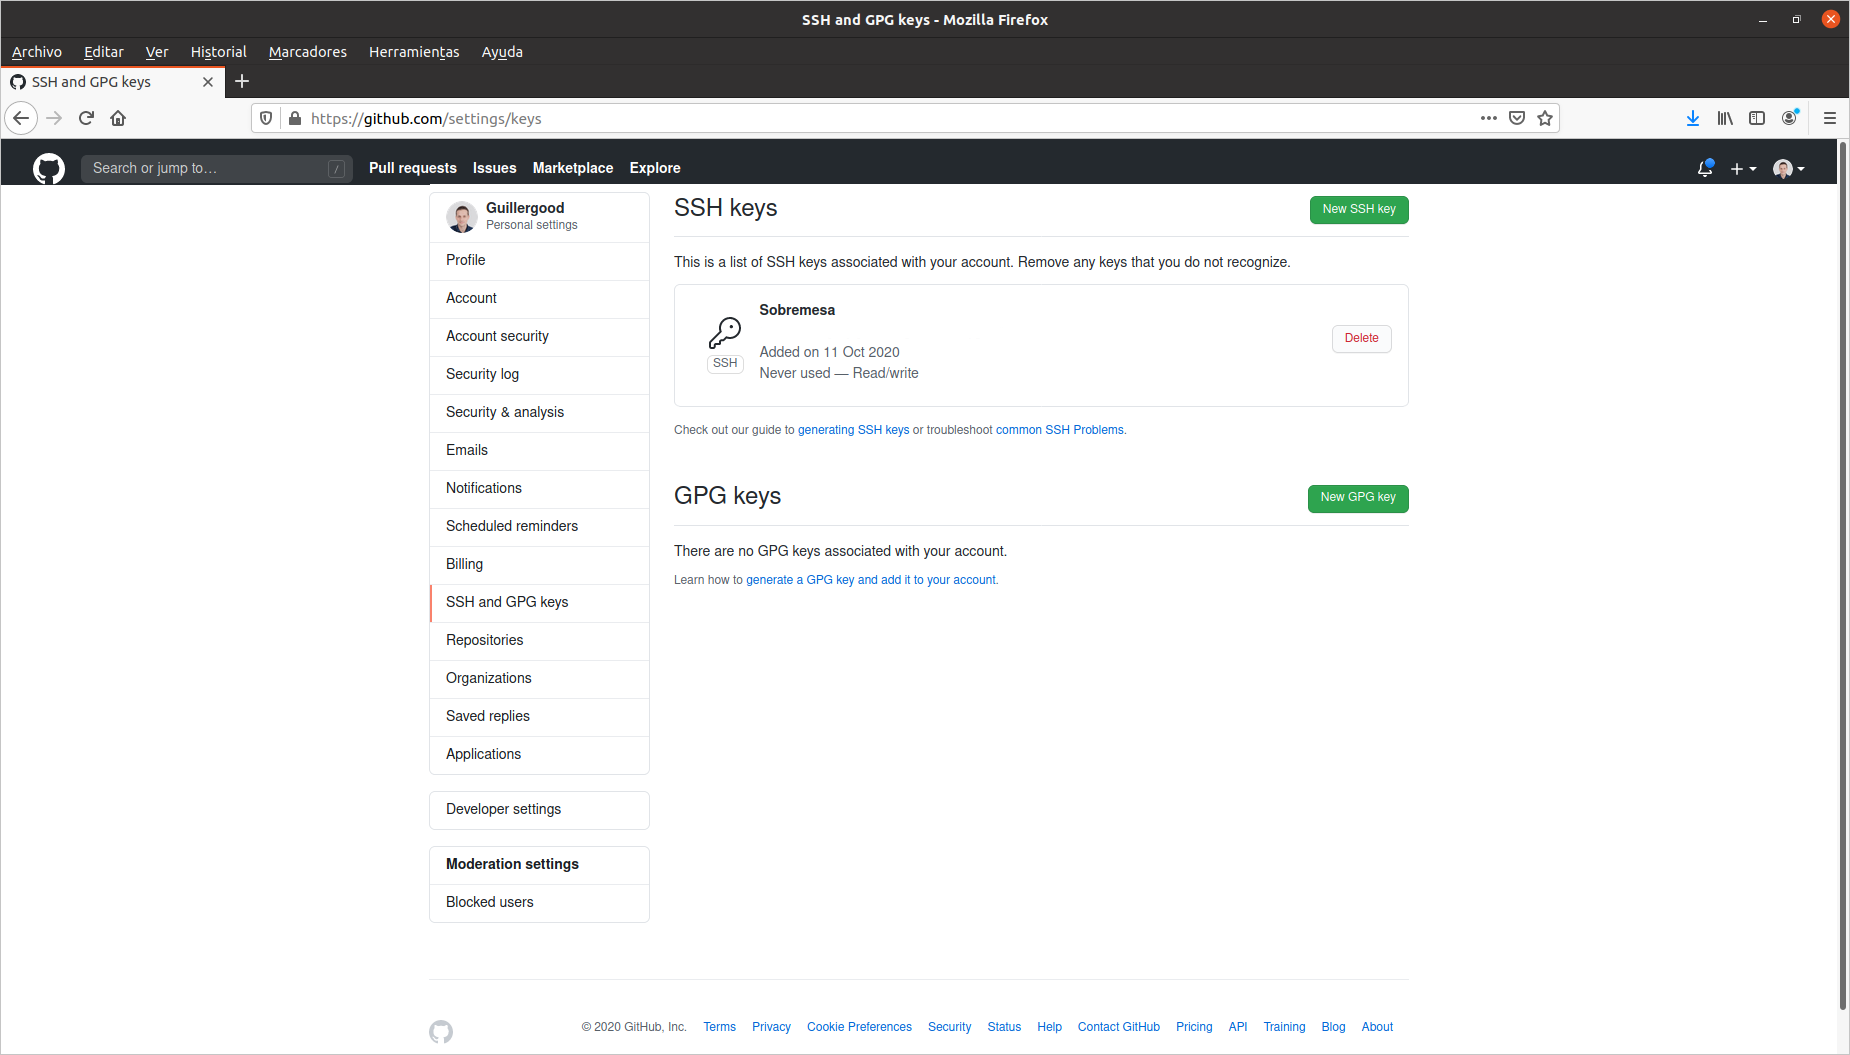 SSH and GPG keys - Mozilla Firefox
Archivo Editar Ver Historial Marcadores Herramientas Ayuda
SSH and GPG keys
https://github.com/settings/keys
Search or jump to… / Pull requests Issues Marketplace Explore
Guillergood
Personal settings
Profile
Account
Account security
Security log
Security & analysis
Emails
Notifications
Scheduled reminders
Billing
SSH and GPG keys
Repositories
Organizations
Saved replies
Applications
Developer settings
Moderation settings
Blocked users
SSH keys
New SSH key
This is a list of SSH keys associated with your account. Remove any keys that you do not recognize.
Sobremesa
SSH
Added on 11 Oct 2020
Never used — Read/write
Delete
Check out our guide to generating SSH keys or troubleshoot common SSH Problems.
GPG keys
New GPG key
There are no GPG keys associated with your account.
Learn how to generate a GPG key and add it to your account.
© 2020 GitHub, Inc. Terms Privacy Cookie Preferences Security Status Help Contact GitHub Pricing API Training Blog About